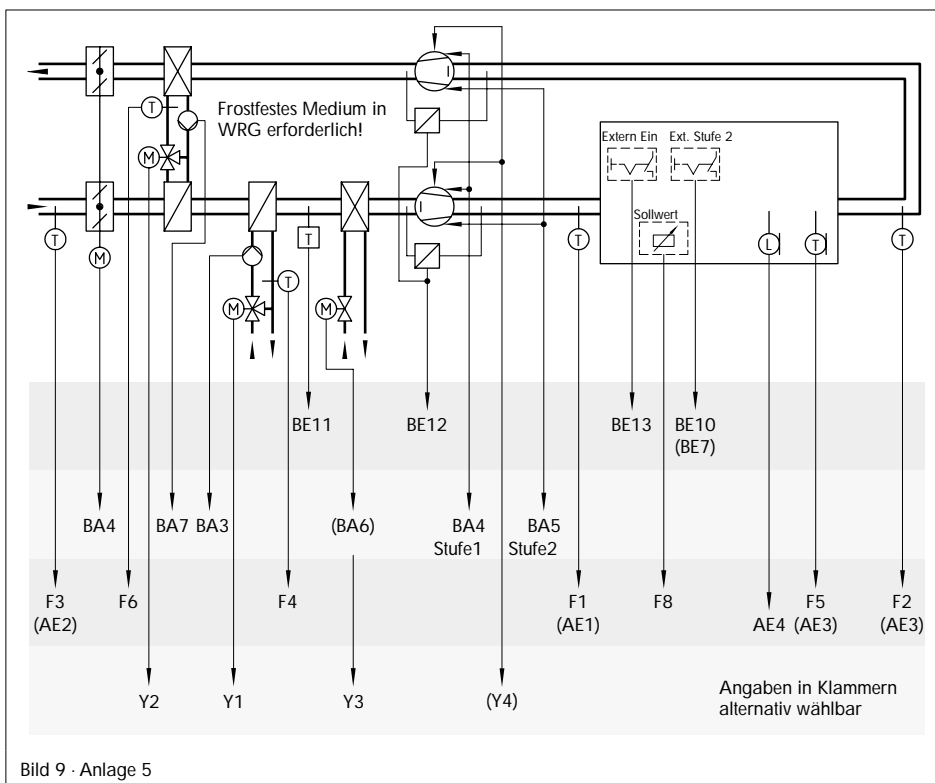 Frostfestes Medium in
WRG erforderlich!
Extern Ein
Ext. Stufe 2
Sollwert
T
M
M
T
M
T
M
T
T
L
T
T
BE11
BE12
BE13
BE10
(BE7)
BA4
BA7
BA3
(BA6)
BA4
Stufe1
BA5
Stufe2
F3
(AE2)
F6
F4
F1
(AE1)
F8
AE4
F5
(AE3)
F2
(AE3)
Y2
Y1
Y3
(Y4)
Angaben in Klammern
alternativ wählbar
Bild 9 · Anlage 5